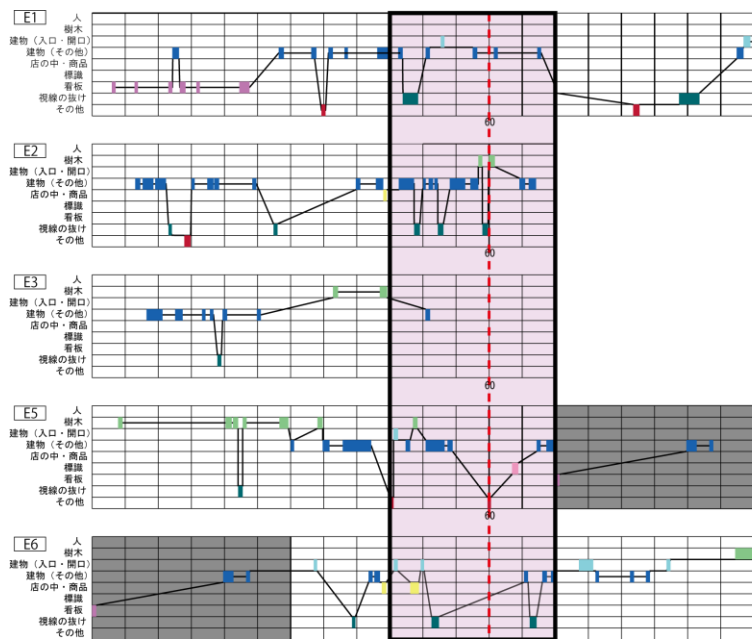 E1
人
樹木
建物（入口・開口）
建物（その他）
店の中・商品
標識
看板
視線の抜け
その他
60
E2
人
樹木
建物（入口・開口）
建物（その他）
店の中・商品
標識
看板
視線の抜け
その他
60
E3
人
樹木
建物（入口・開口）
建物（その他）
店の中・商品
標識
看板
視線の抜け
その他
60
E5
人
樹木
建物（入口・開口）
建物（その他）
店の中・商品
標識
看板
視線の抜け
その他
60
E6
人
樹木
建物（入口・開口）
建物（その他）
店の中・商品
標識
看板
視線の抜け
その他
60